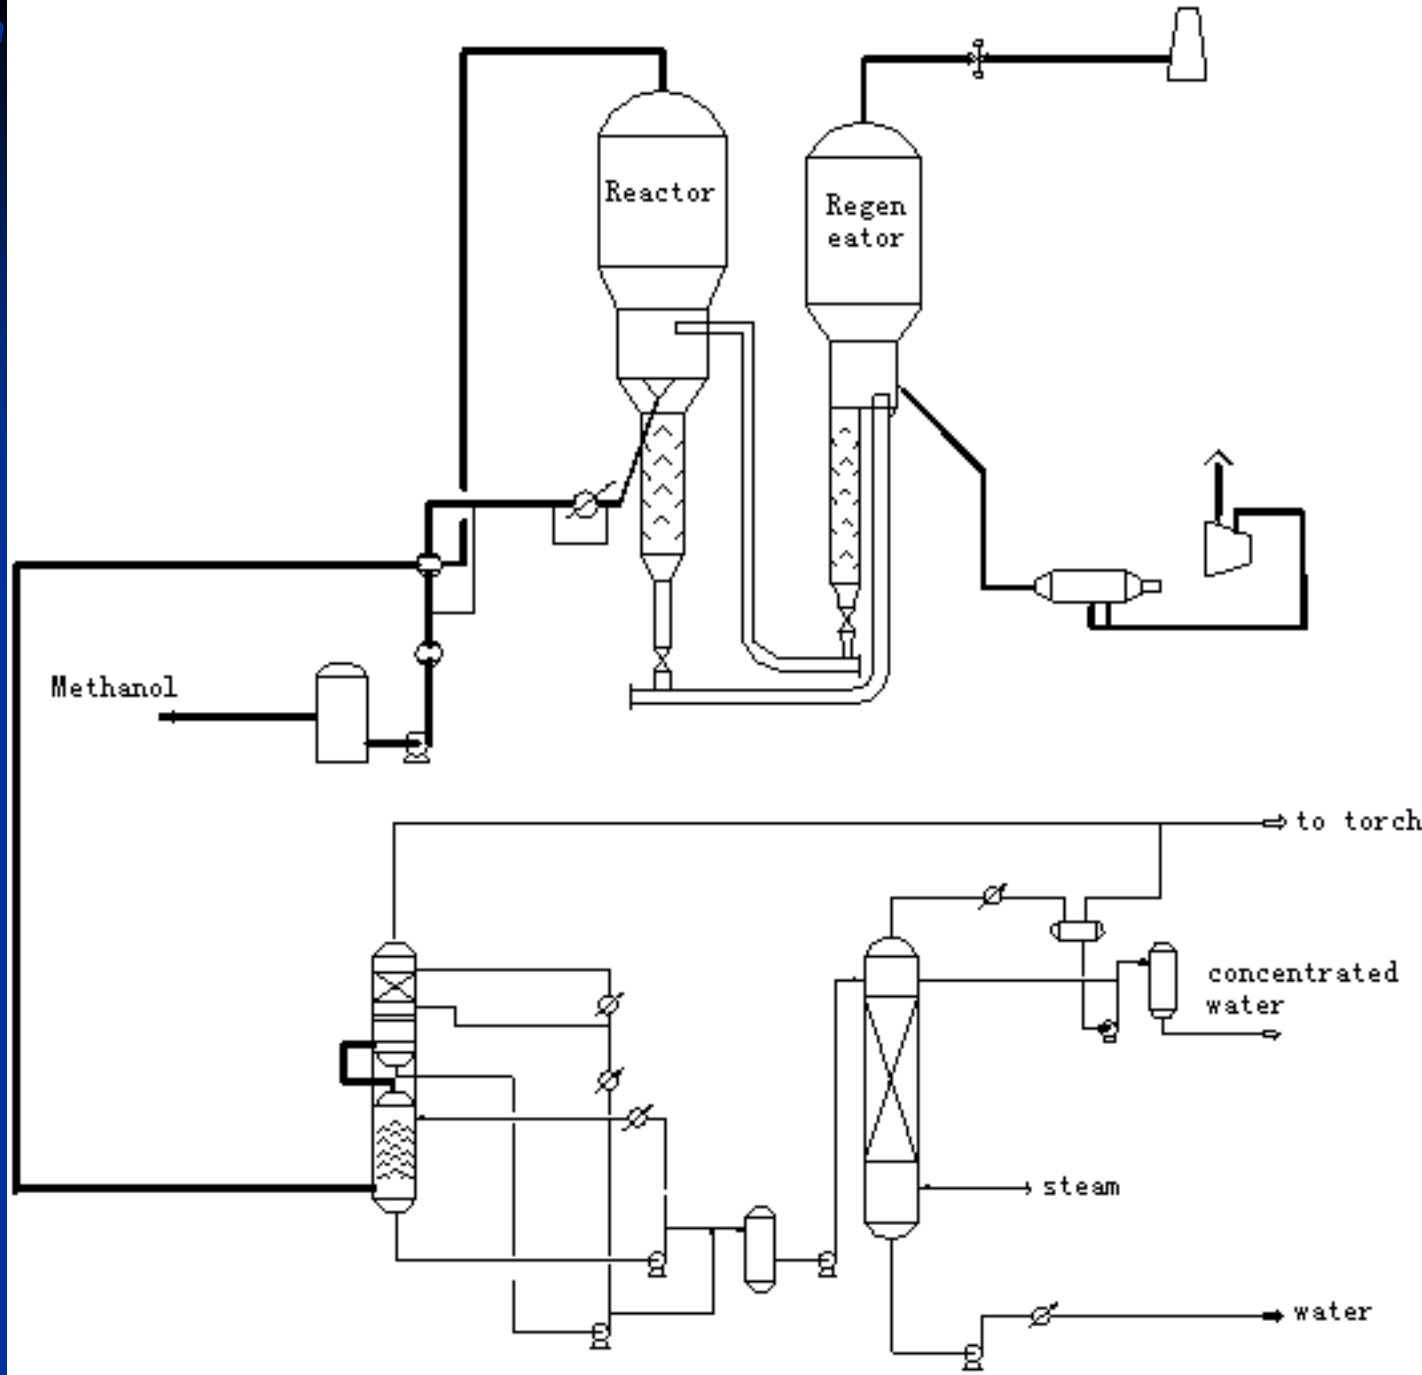 Reactor
Regen
eator
Methanol
to torch
concentrated
water
steam
water